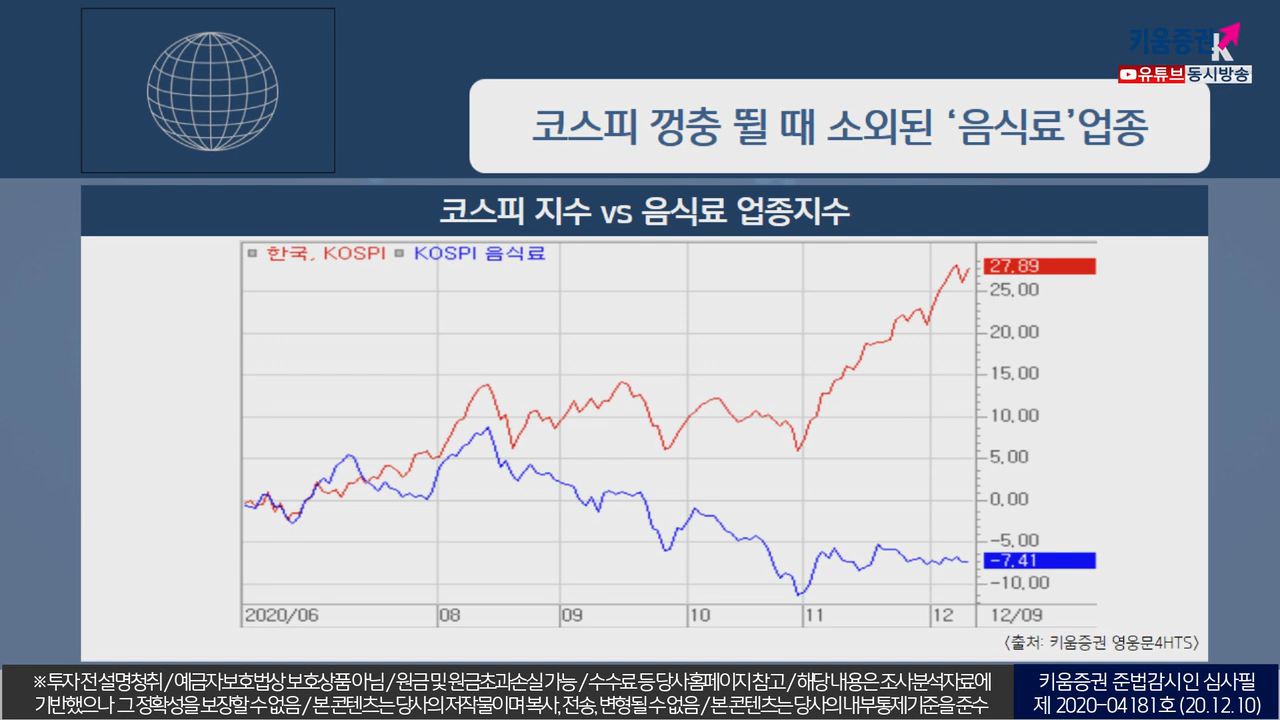 키움증권
유튜브 동시방송
코스피 껑충 뛸 때 소외된 ‘음식료’업종
코스피 지수 vs 음식료 업종지수
한국, KOSPI KOSPI 음식료
27.89
25.00
20.00
15.00
10.00
5.00
0.00
-5.00
-7.41
-10.00
2020/06 08 09 10 11 12 12/09
〈출처: 키움증권 영웅문4HTS〉
※ 투자 전 설명청취 / 예금자보호법상 보호상품 아님 / 원금 및 원금초과손실 가능 / 수수료 등 당사 홈페이지 참고 / 해당 내용은 조사분석자료에
기반했으나 그 정확성을 보장할 수 없음 / 본 콘텐츠는 당사의 저작물이며 복사, 전송, 변형될 수 없음 / 본 콘텐츠는 당사의 내부통제기준을 준수
키움증권 준법감시인 심사필
제 2020-04181호 (20.12.10)